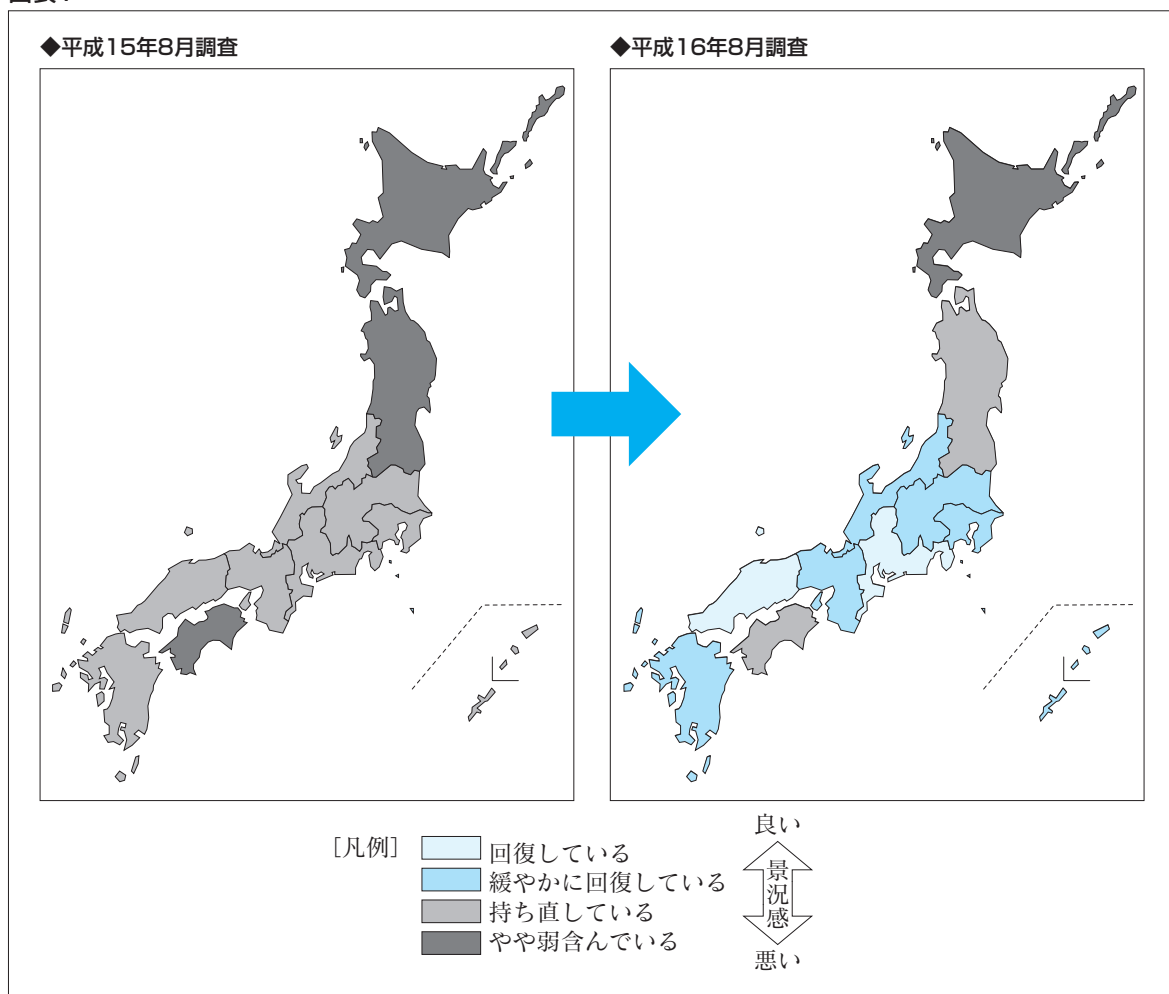 ◆平成15年8月調査
◆平成16年8月調査
［凡例］
回復している
緩やかに回復している
持ち直している
やや弱含んでいる
良い
景況感
悪い